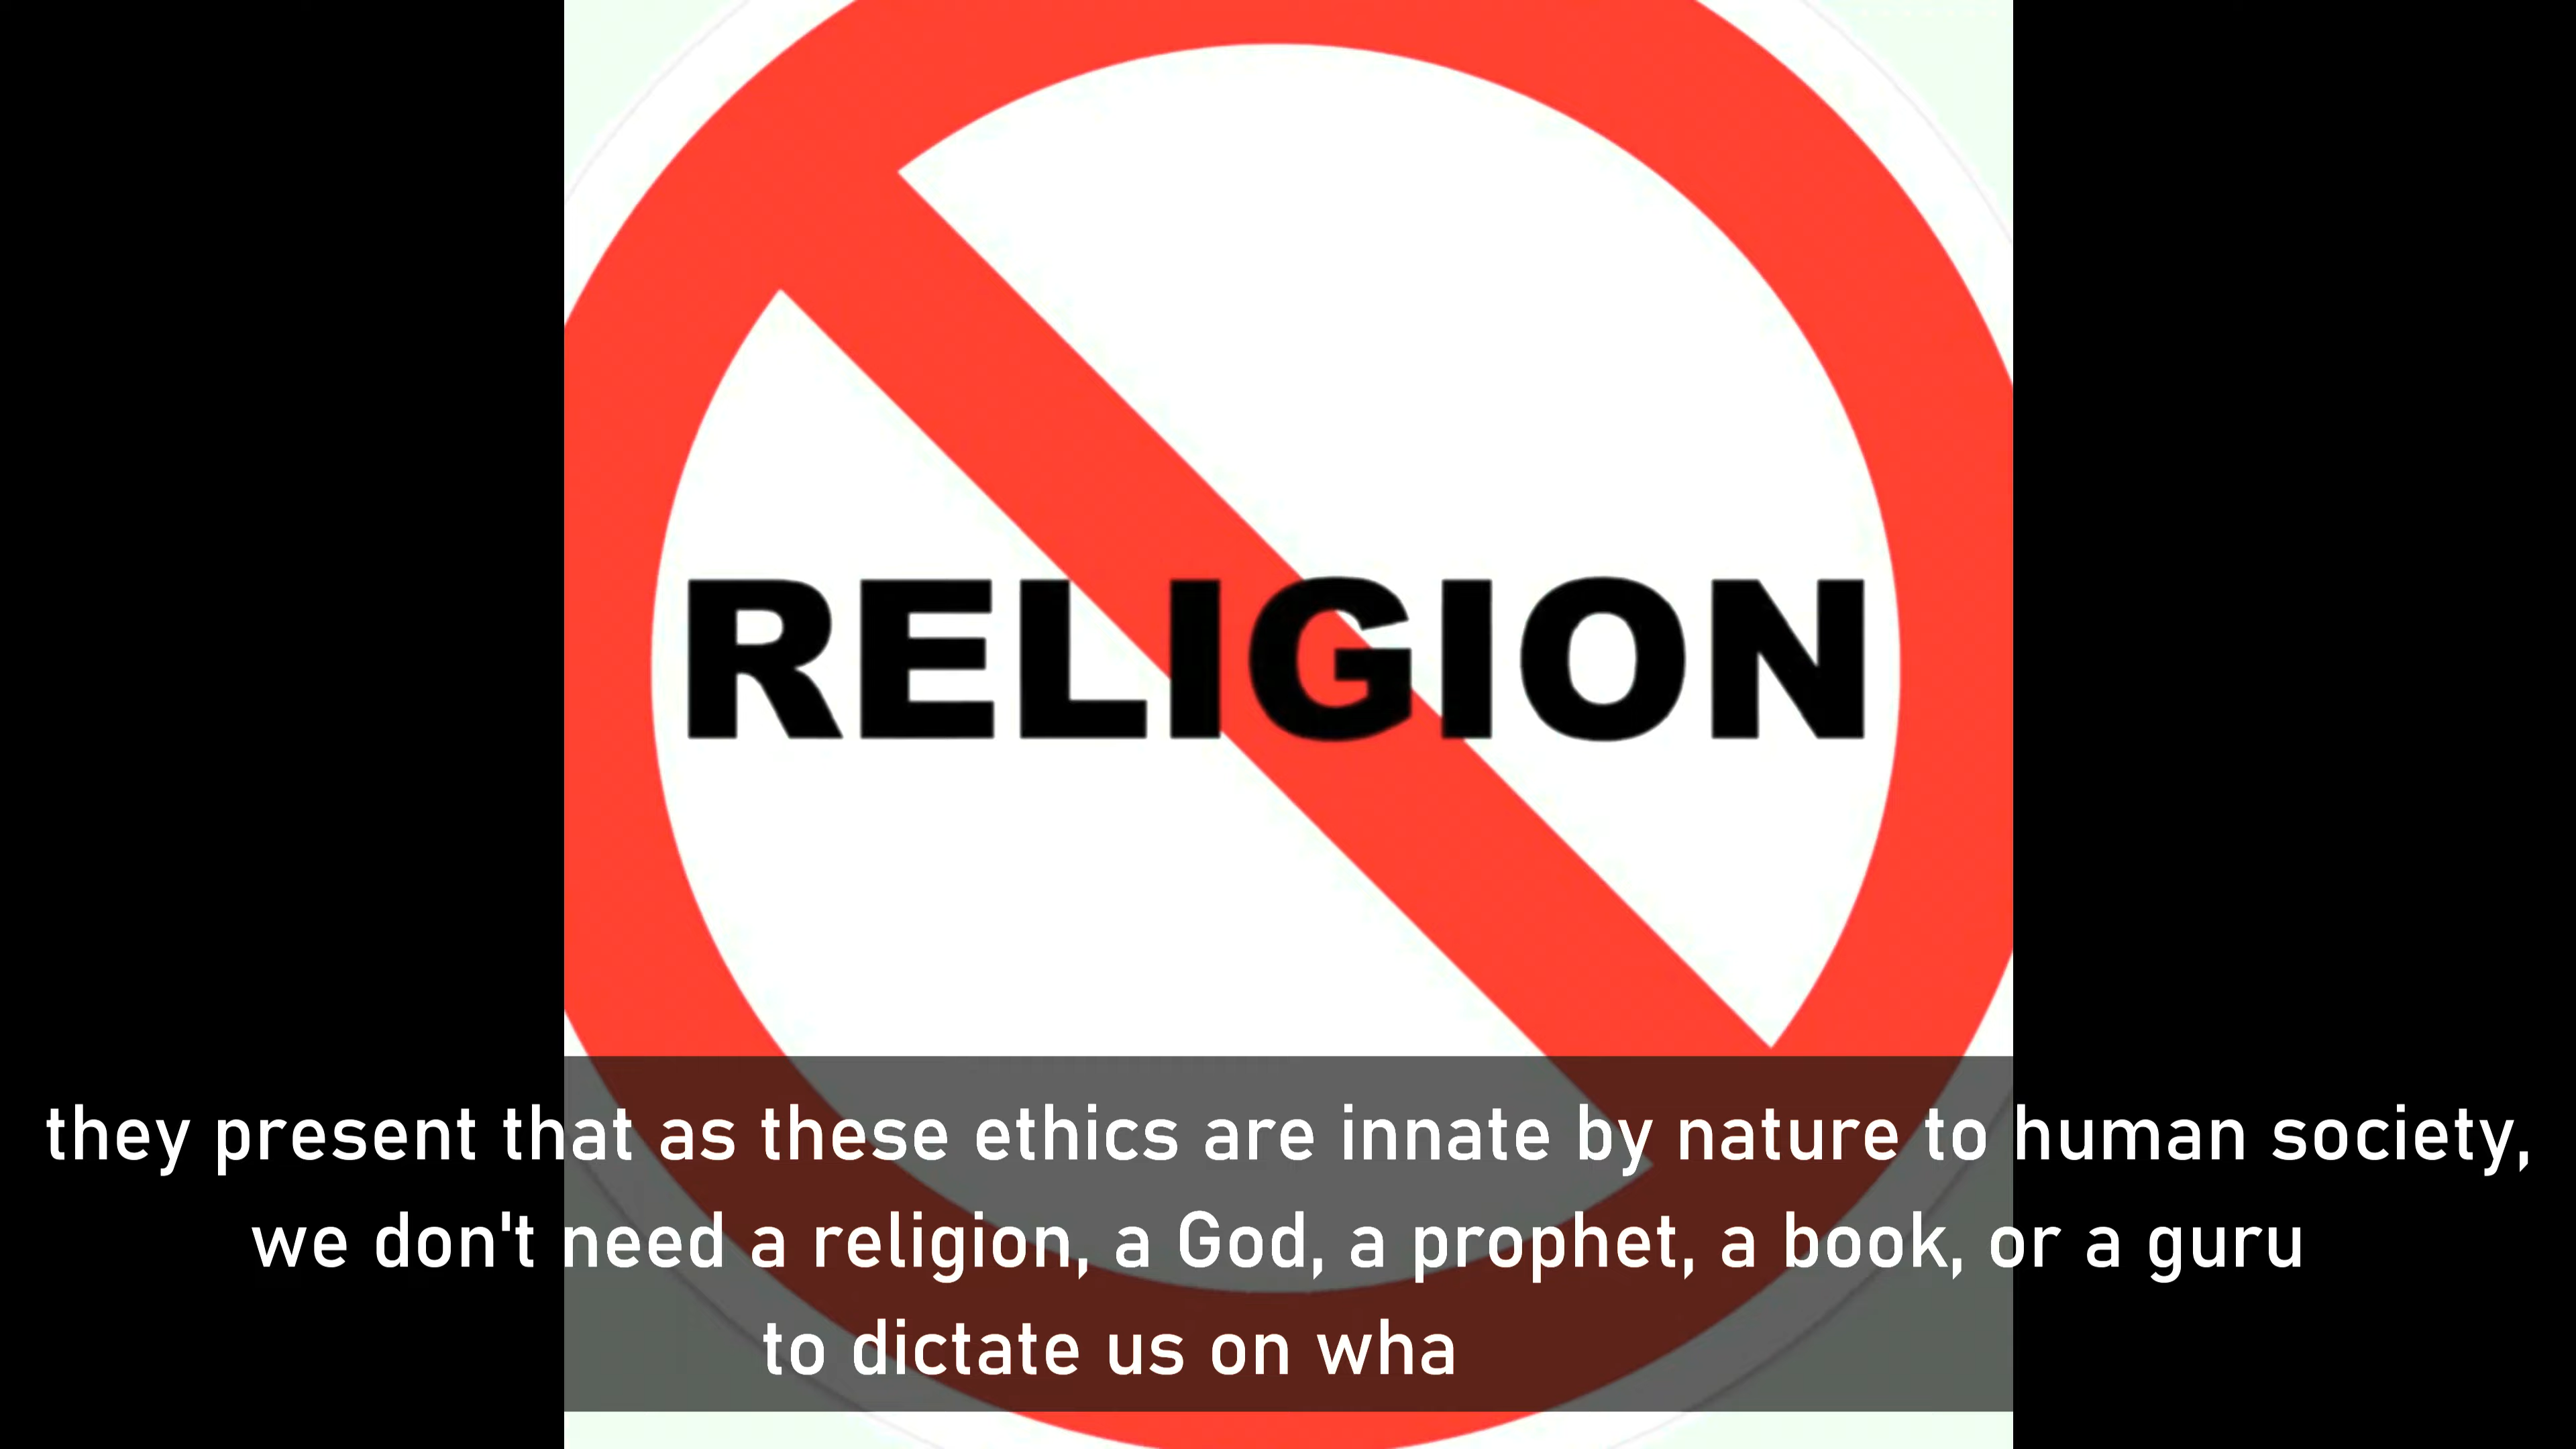 RELIGION
they present that as these ethics are innate by nature to human society,
we don't need a religion, a God, a prophet, a book, or a guru
to dictate us on wha